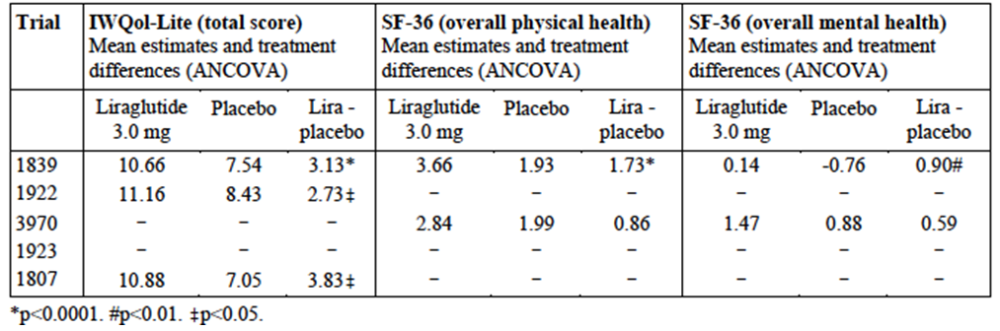 Trial IWQol-Lite (total score) SF-36 (overall physical health) SF-36 (overall mental health)
Mean estimates and treatment Mean estimates and treatment Mean estimates and treatment
differences (ANCOVA) differences (ANCOVA) differences (ANCOVA)
Liraglutide Placebo Lira - Liraglutide Placebo Lira - Liraglutide Placebo Lira -
3.0 mg placebo 3.0 mg placebo 3.0 mg placebo
1839 10.66 7.54 3.13* 3.66 1.93 1.73* 0.14 -0.76 0.90#
1922 11.16 8.43 2.73‡ – – – – – –
3970 – – – 2.84 1.99 0.86 1.47 0.88 0.59
1923 – – – – – – – – –
1807 10.88 7.05 3.83‡ – – – – – –
*p<0.0001. #p<0.01. ‡p<0.05.